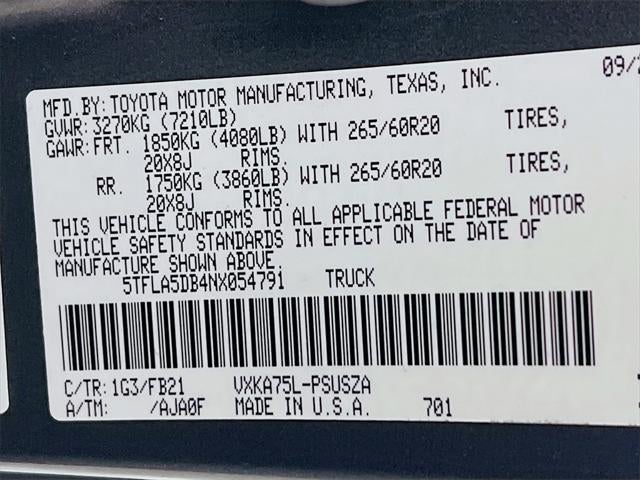 MFD.BY:TOYOTA MOTOR MANUFACTURING, TEXAS, INC. 09/2
GVWR:3270KG (7210LB)
GAWR:FRT. 1850KG (4080LB) WITH 265/60R20 TIRES,
20X8J RIMS.
RR. 1750KG (3860LB) WITH 265/60R20 TIRES,
20X8J RIMS.
THIS VEHICLE CONFORMS TO ALL APPLICABLE FEDERAL MOTOR
VEHICLE SAFETY STANDARDS IN EFFECT ON THE DATE OF
MANUFACTURE SHOWN ABOVE.
5TFLA5DB4NX054791 TRUCK
C/TR:1G3/FB21 VXKA75L-PSUSZA
A/TM: /AJA0F MADE IN U.S.A. 701